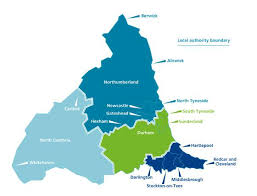 Berwick
Local authority boundary
Alnwick
Northumberland
Newcastle
North Tyneside
Carlisle
Gateshead
South Tyneside
Hexham
Sunderland
Durham
North Cumbria
Hartlepool
Whitehaven
Redcar and
Cleveland
Darlington
Middlesbrough
Stockton-on-Tees